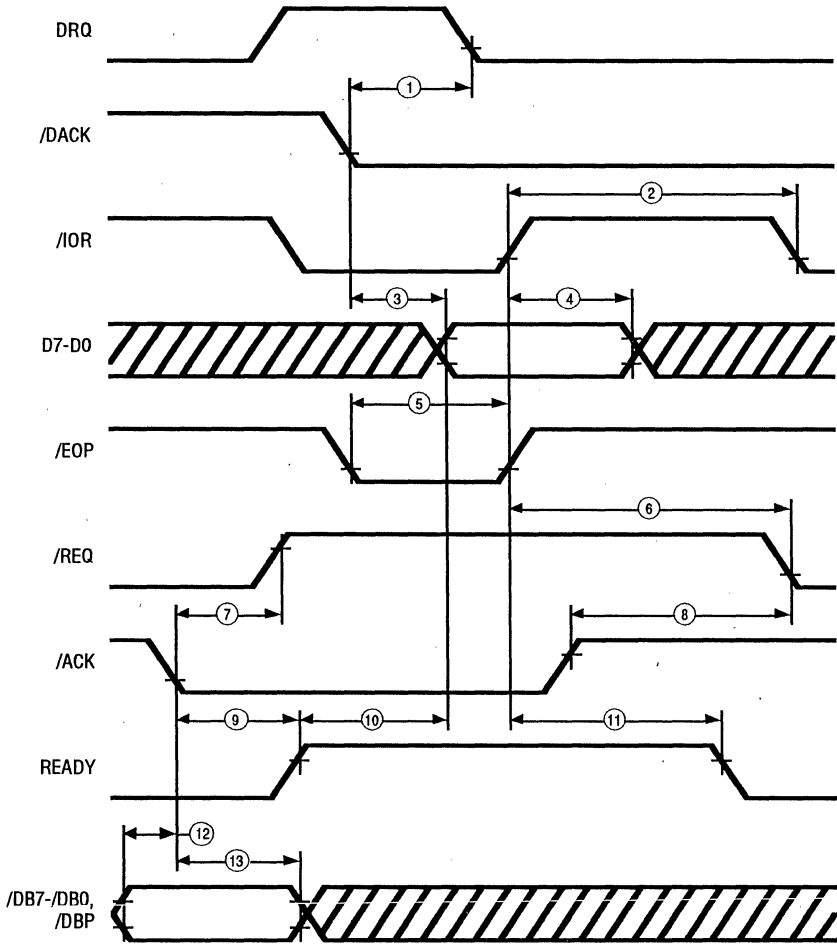 DRQ
1
/DACK
2
/IOR
3
4
D7-D0
5
/EOP
6
/REQ
7
8
/ACK
9
10
11
READY
12
13
/DB7-/DB0,
/DBP